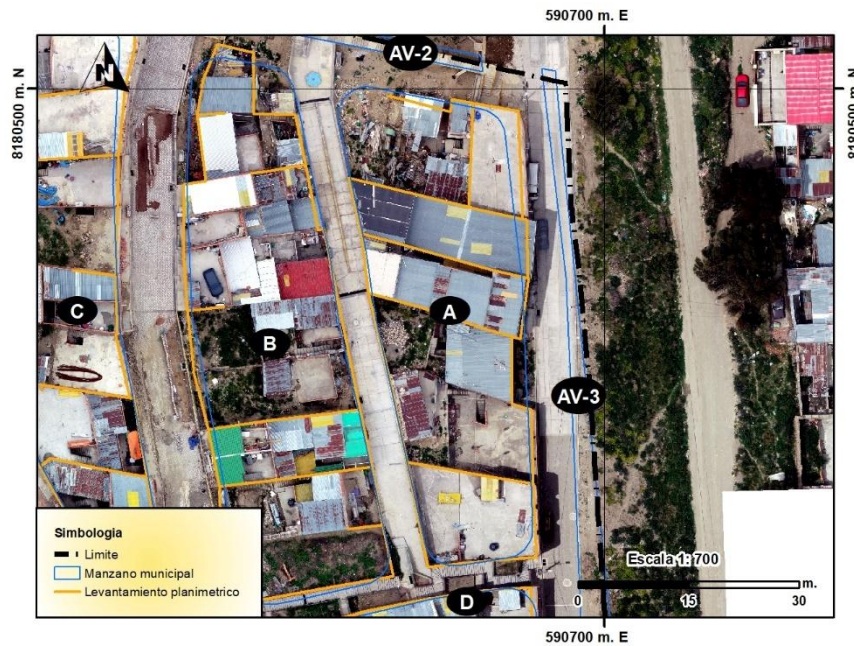 590700 m. E
AV-2
N
8180500 m. N
8180500 m. N
C
B
A
AV-3
Simbologia
Limite
Manzano municipal
Levantamiento planimetrico
Escala 1: 700
m.
0
15
30
D
590700 m. E